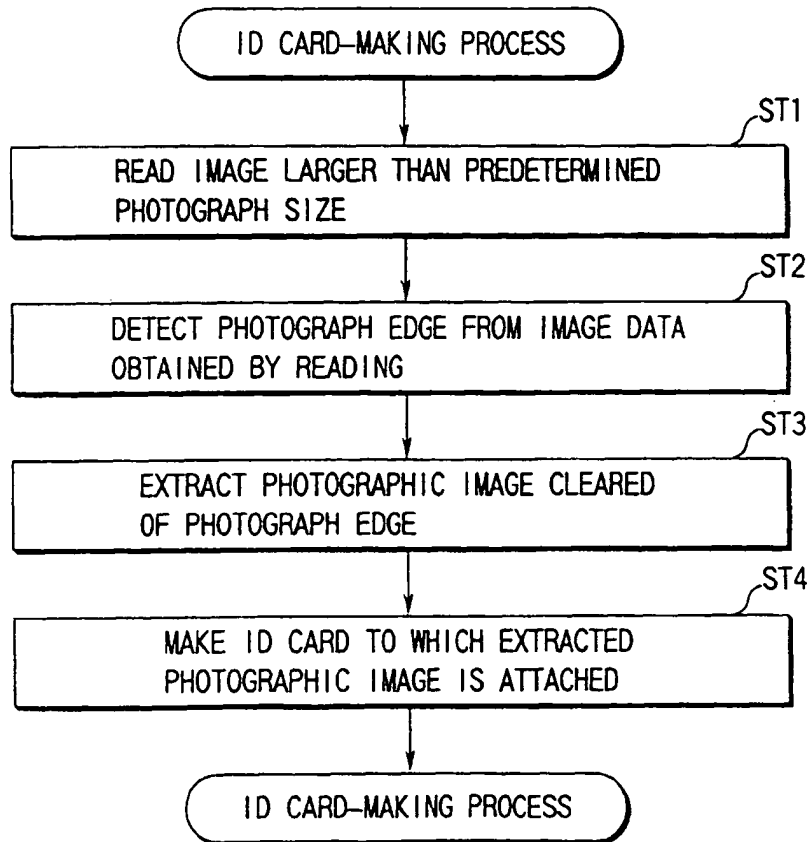 ID CARD-MAKING PROCESS
ST1
READ IMAGE LARGER THAN PREDETERMINED
PHOTOGRAPH SIZE
ST2
DETECT PHOTOGRAPH EDGE FROM IMAGE DATA
OBTAINED BY READING
ST3
EXTRACT PHOTOGRAPHIC IMAGE CLEARED
OF PHOTOGRAPH EDGE
ST4
MAKE ID CARD TO WHICH EXTRACTED
PHOTOGRAPHIC IMAGE IS ATTACHED
ID CARD-MAKING PROCESS